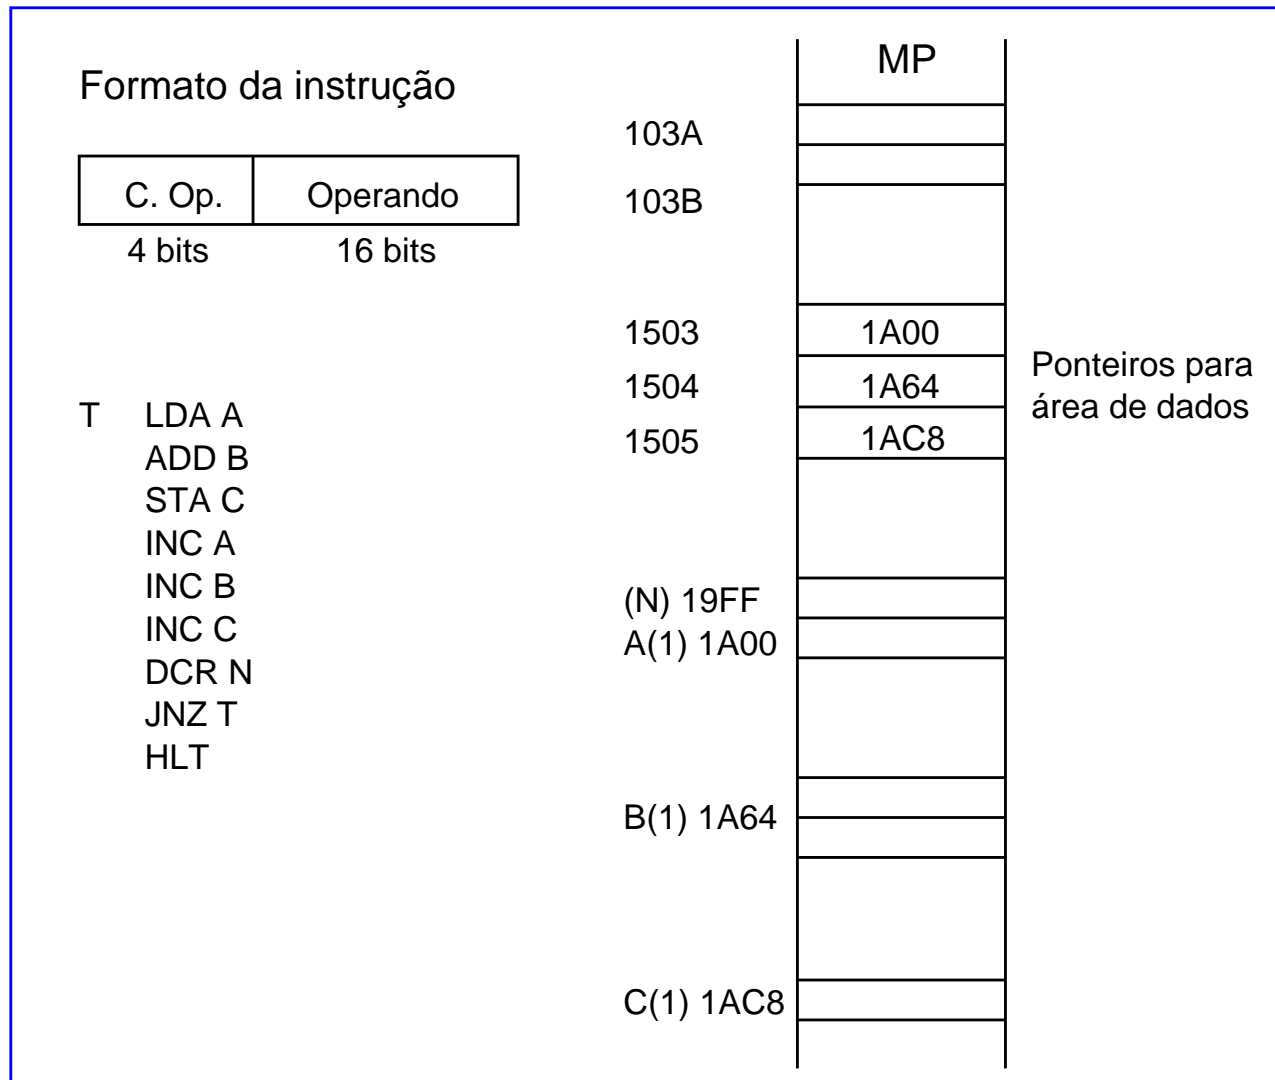 Formato da instrução
C. Op. Operando
4 bits 16 bits
T LDA A
ADD B
STA C
INC A
INC B
INC C
DCR N
JNZ T
HLT
MP
103A
103B
1503 1A00
1504 1A64
1505 1AC8
Ponteiros para
área de dados
(N) 19FF
A(1) 1A00
B(1) 1A64
C(1) 1AC8